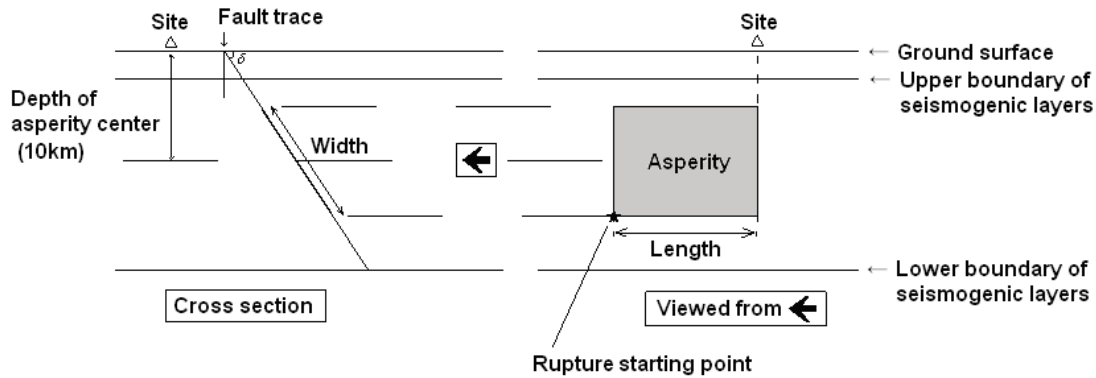 Site
Fault trace
δ
Site
Ground surface
Upper boundary of
seismogenic layers
Depth of
asperity center
(10km)
Width
Asperity
Length
Lower boundary of
seismogenic layers
Cross section
Viewed from
Rupture starting point